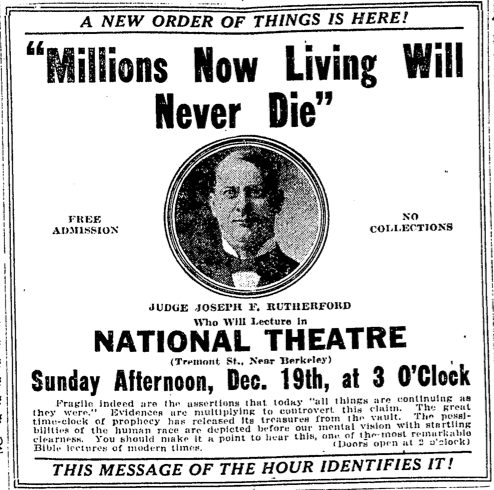 A NEW ORDER OF THINGS IS HERE!
"Millions Now Living Will
Never Die"
FREE
ADMISSION
NO
COLLECTIONS
JUDGE JOSEPH F. RUTHERFORD
Who Will Lecture in
NATIONAL THEATRE
(Tremont St., Near Berkeley)
Sunday Afternoon, Dec. 19th, at 3 O'Clock
Fragile indeed are the assertions that today "all things are continuing as
they were." Evidences are multiplying to controvert this claim. The great
time-clock of prophecy has released its treasures from the vault. The possi-
bilities of the human race are depicted before our mental vision with startling
clearness. You should make it a point to hear this, one of the most remarkable
Bible lectures of modern times. (Doors open at 2 o'clock)
THIS MESSAGE OF THE HOUR IDENTIFIES IT!